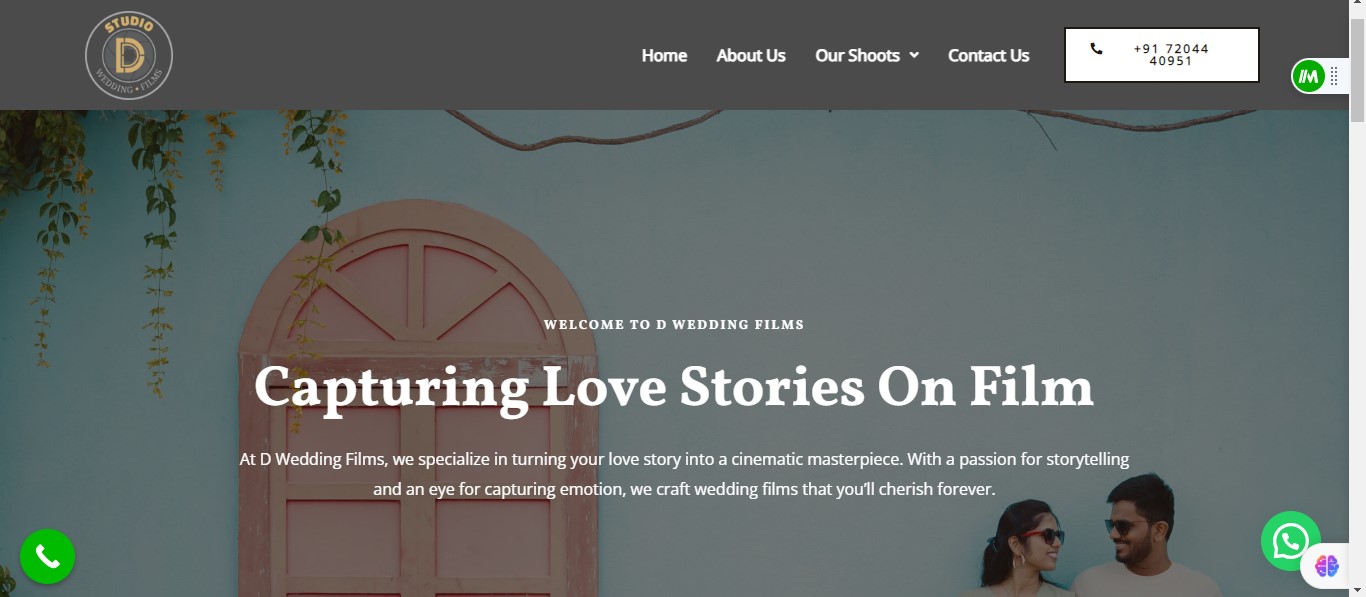 STUDIO
D
WEDDING • FILMS
Home About Us Our Shoots Contact Us
+91 72044
40951
WELCOME TO D WEDDING FILMS
Capturing Love Stories On Film
At D Wedding Films, we specialize in turning your love story into a cinematic masterpiece. With a passion for storytelling
and an eye for capturing emotion, we craft wedding films that you’ll cherish forever.